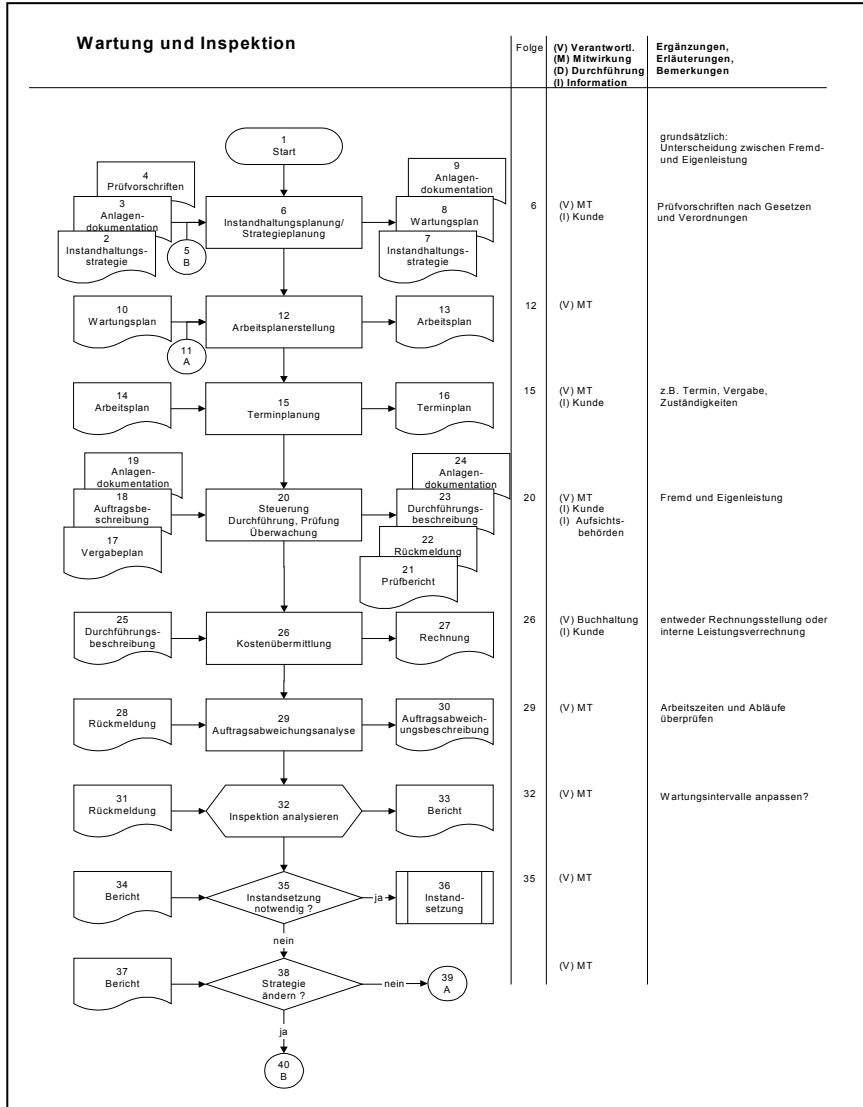 Wartung und Inspektion
Folge
(V) Verantwortl.
(M) Mitwirkung
(D) Durchführung
(I) Information
Ergänzungen,
Erläuterungen,
Bemerkungen
1
Start
grundsätzlich:
Unterscheidung zwischen Fremd-
und Eigenleistung
4
Prüfvorschriften
3
Anlagen-
dokumentation
2
Instandhaltungs-
strategie
5
B
6
Instandhaltungsplanung/
Strategieplanung
9
Anlagen-
dokumentation
8
Wartungsplan
7
Instandhaltungs-
strategie
6
(V) MT
(I) Kunde
Prüfvorschriften nach Gesetzen
und Verordnungen
10
Wartungsplan
11
A
12
Arbeitsplanerstellung
13
Arbeitsplan
12
(V) MT
14
Arbeitsplan
15
Terminplanung
16
Terminplan
15
(V) MT
(I) Kunde
z.B. Termin, Vergabe,
Zuständigkeiten
19
Anlagen-
dokumentation
18
Auftragsbe-
schreibung
17
Vergabeplan
20
Steuerung
Durchführung, Prüfung
Überwachung
24
Anlagen-
dokumentation
23
Durchführungs-
beschreibung
22
Rückmeldung
21
Prüfbericht
20
(V) MT
(I) Kunde
(I) Aufsichts-
behörden
Fremd und Eigenleistung
25
Durchführungs-
beschreibung
26
Kostenübermittlung
27
Rechnung
26
(V) Buchhaltung
(I) Kunde
entweder Rechnungsstellung oder
interne Leistungsverrechnung
28
Rückmeldung
29
Auftragsabweichungsanalyse
30
Auftragsabweich-
ungsbeschreibung
29
(V) MT
Arbeitszeiten und Abläufe
überprüfen
31
Rückmeldung
32
Inspektion analysieren
33
Bericht
32
(V) MT
Wartungsintervalle anpassen?
34
Bericht
35
Instandsetzung
notwendig ?
ja
36
Instand-
setzung
35
(V) MT
nein
37
Bericht
38
Strategie
ändern ?
nein
39
A
(V) MT
ja
40
B